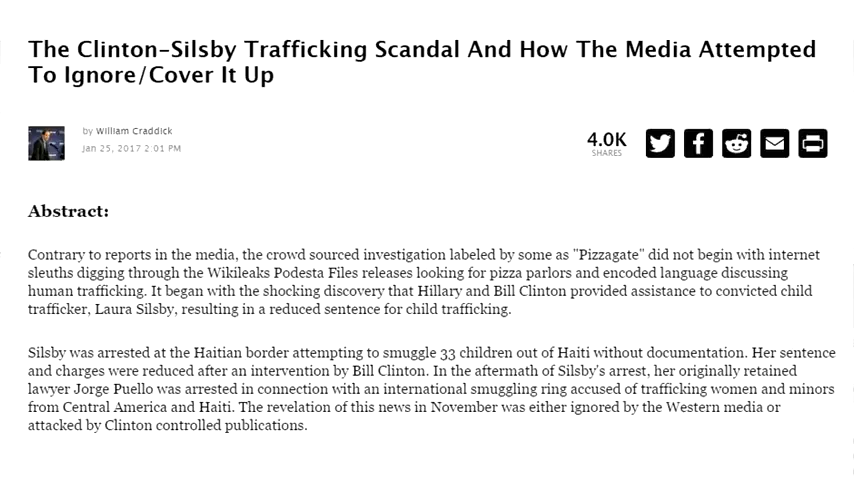 The Clinton-Silsby Trafficking Scandal And How The Media Attempted
To Ignore/Cover It Up
by William Craddick
Jan 25, 2017 2:01 PM
4.0K
SHARES
Abstract:
Contrary to reports in the media, the crowd sourced investigation labeled by some as "Pizzagate" did not begin with internet
sleuths digging through the Wikileaks Podesta Files releases looking for pizza parlors and encoded language discussing
human trafficking. It began with the shocking discovery that Hillary and Bill Clinton provided assistance to convicted child
trafficker, Laura Silsby, resulting in a reduced sentence for child trafficking.
Silsby was arrested at the Haitian border attempting to smuggle 33 children out of Haiti without documentation. Her sentence
and charges were reduced after an intervention by Bill Clinton. In the aftermath of Silsby's arrest, her originally retained
lawyer Jorge Puello was arrested in connection with an international smuggling ring accused of trafficking women and minors
from Central America and Haiti. The revelation of this news in November was either ignored by the Western media or
attacked by Clinton controlled publications.